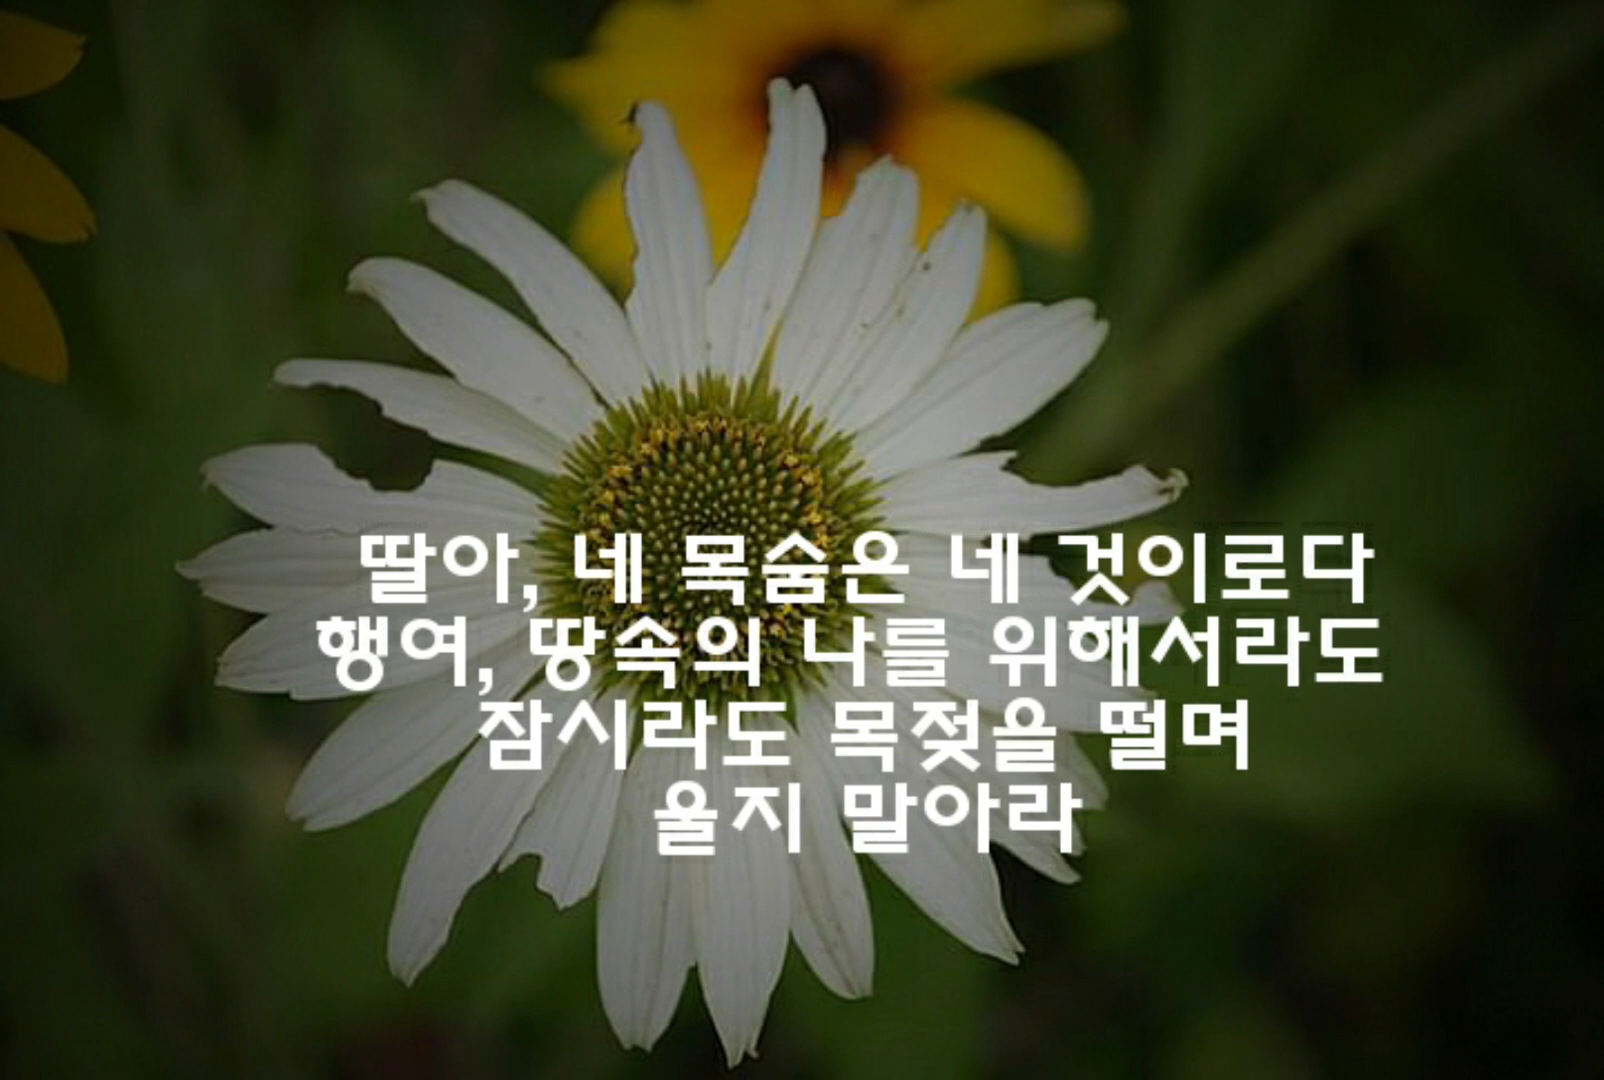 딸아, 네 목숨은 네 것이로다
행여, 땅속의 나를 위해서라도
잠시라도 목젖을 떨며
울지 말아라